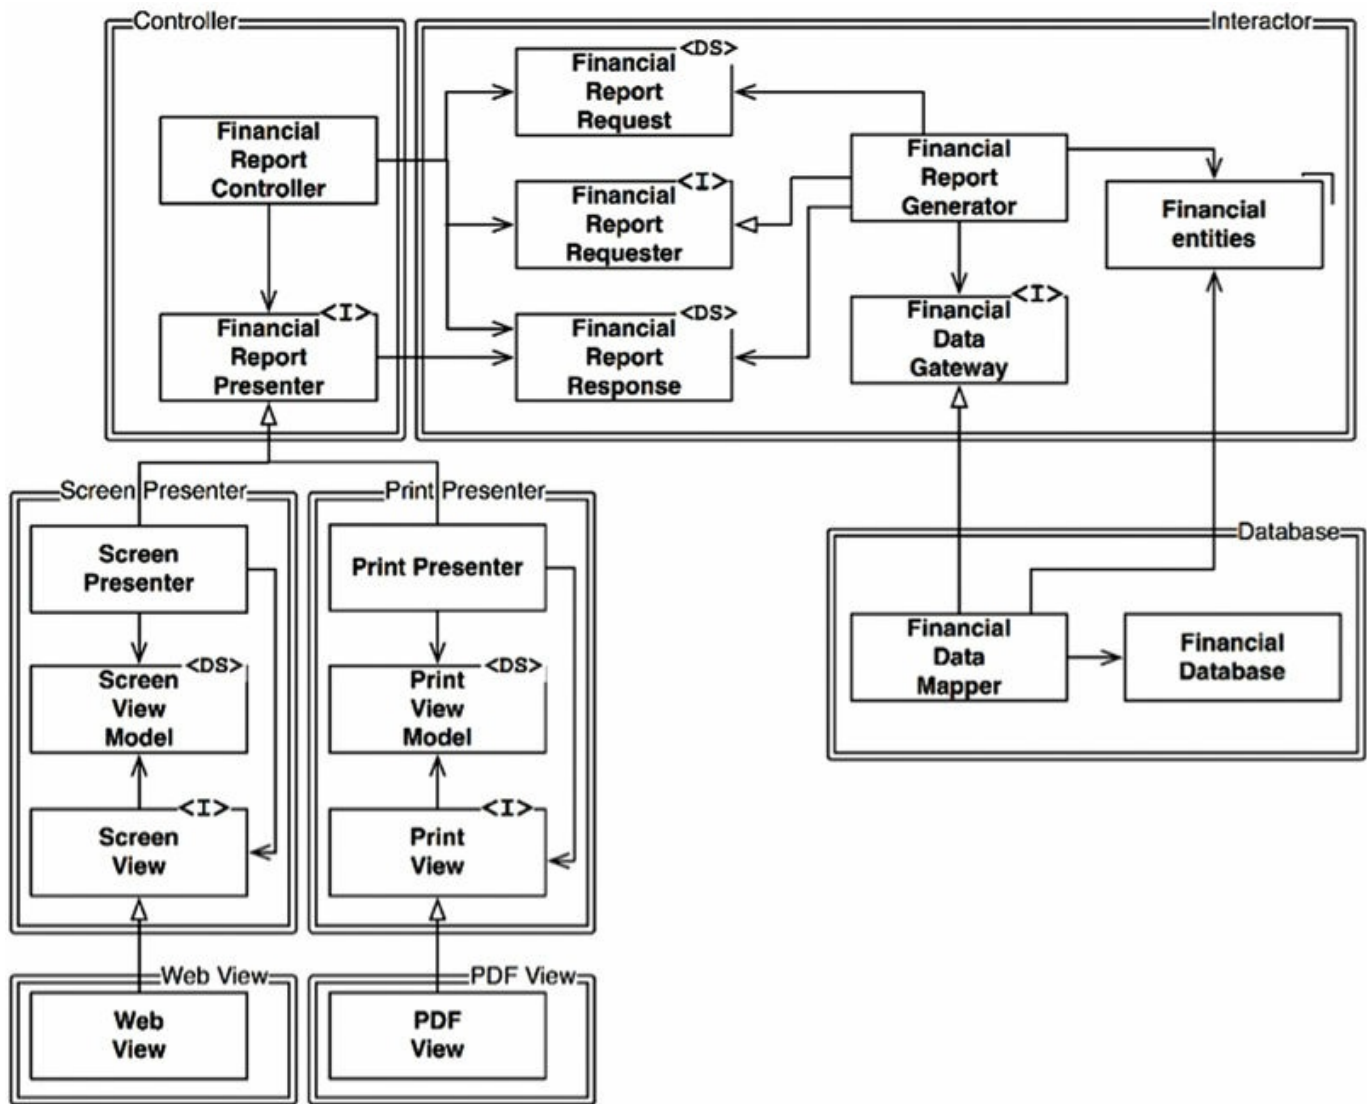 Controller
Interactor
<DS>
Financial
Report
Request
Financial
Report
Controller
Financial
Report
Generator
<I>
Financial
Report
Requester
Financial
entities
<I>
Financial
Report
Presenter
<DS>
Financial
Report
Response
<I>
Financial
Data
Gateway
Screen Presenter
Print Presenter
Database
Screen
Presenter
Print Presenter
Financial
Data
Mapper
Financial
Database
<DS>
Screen
View
Model
<DS>
Print
View
Model
<I>
Screen
View
<I>
Print
View
Web View
PDF View
Web
View
PDF
View